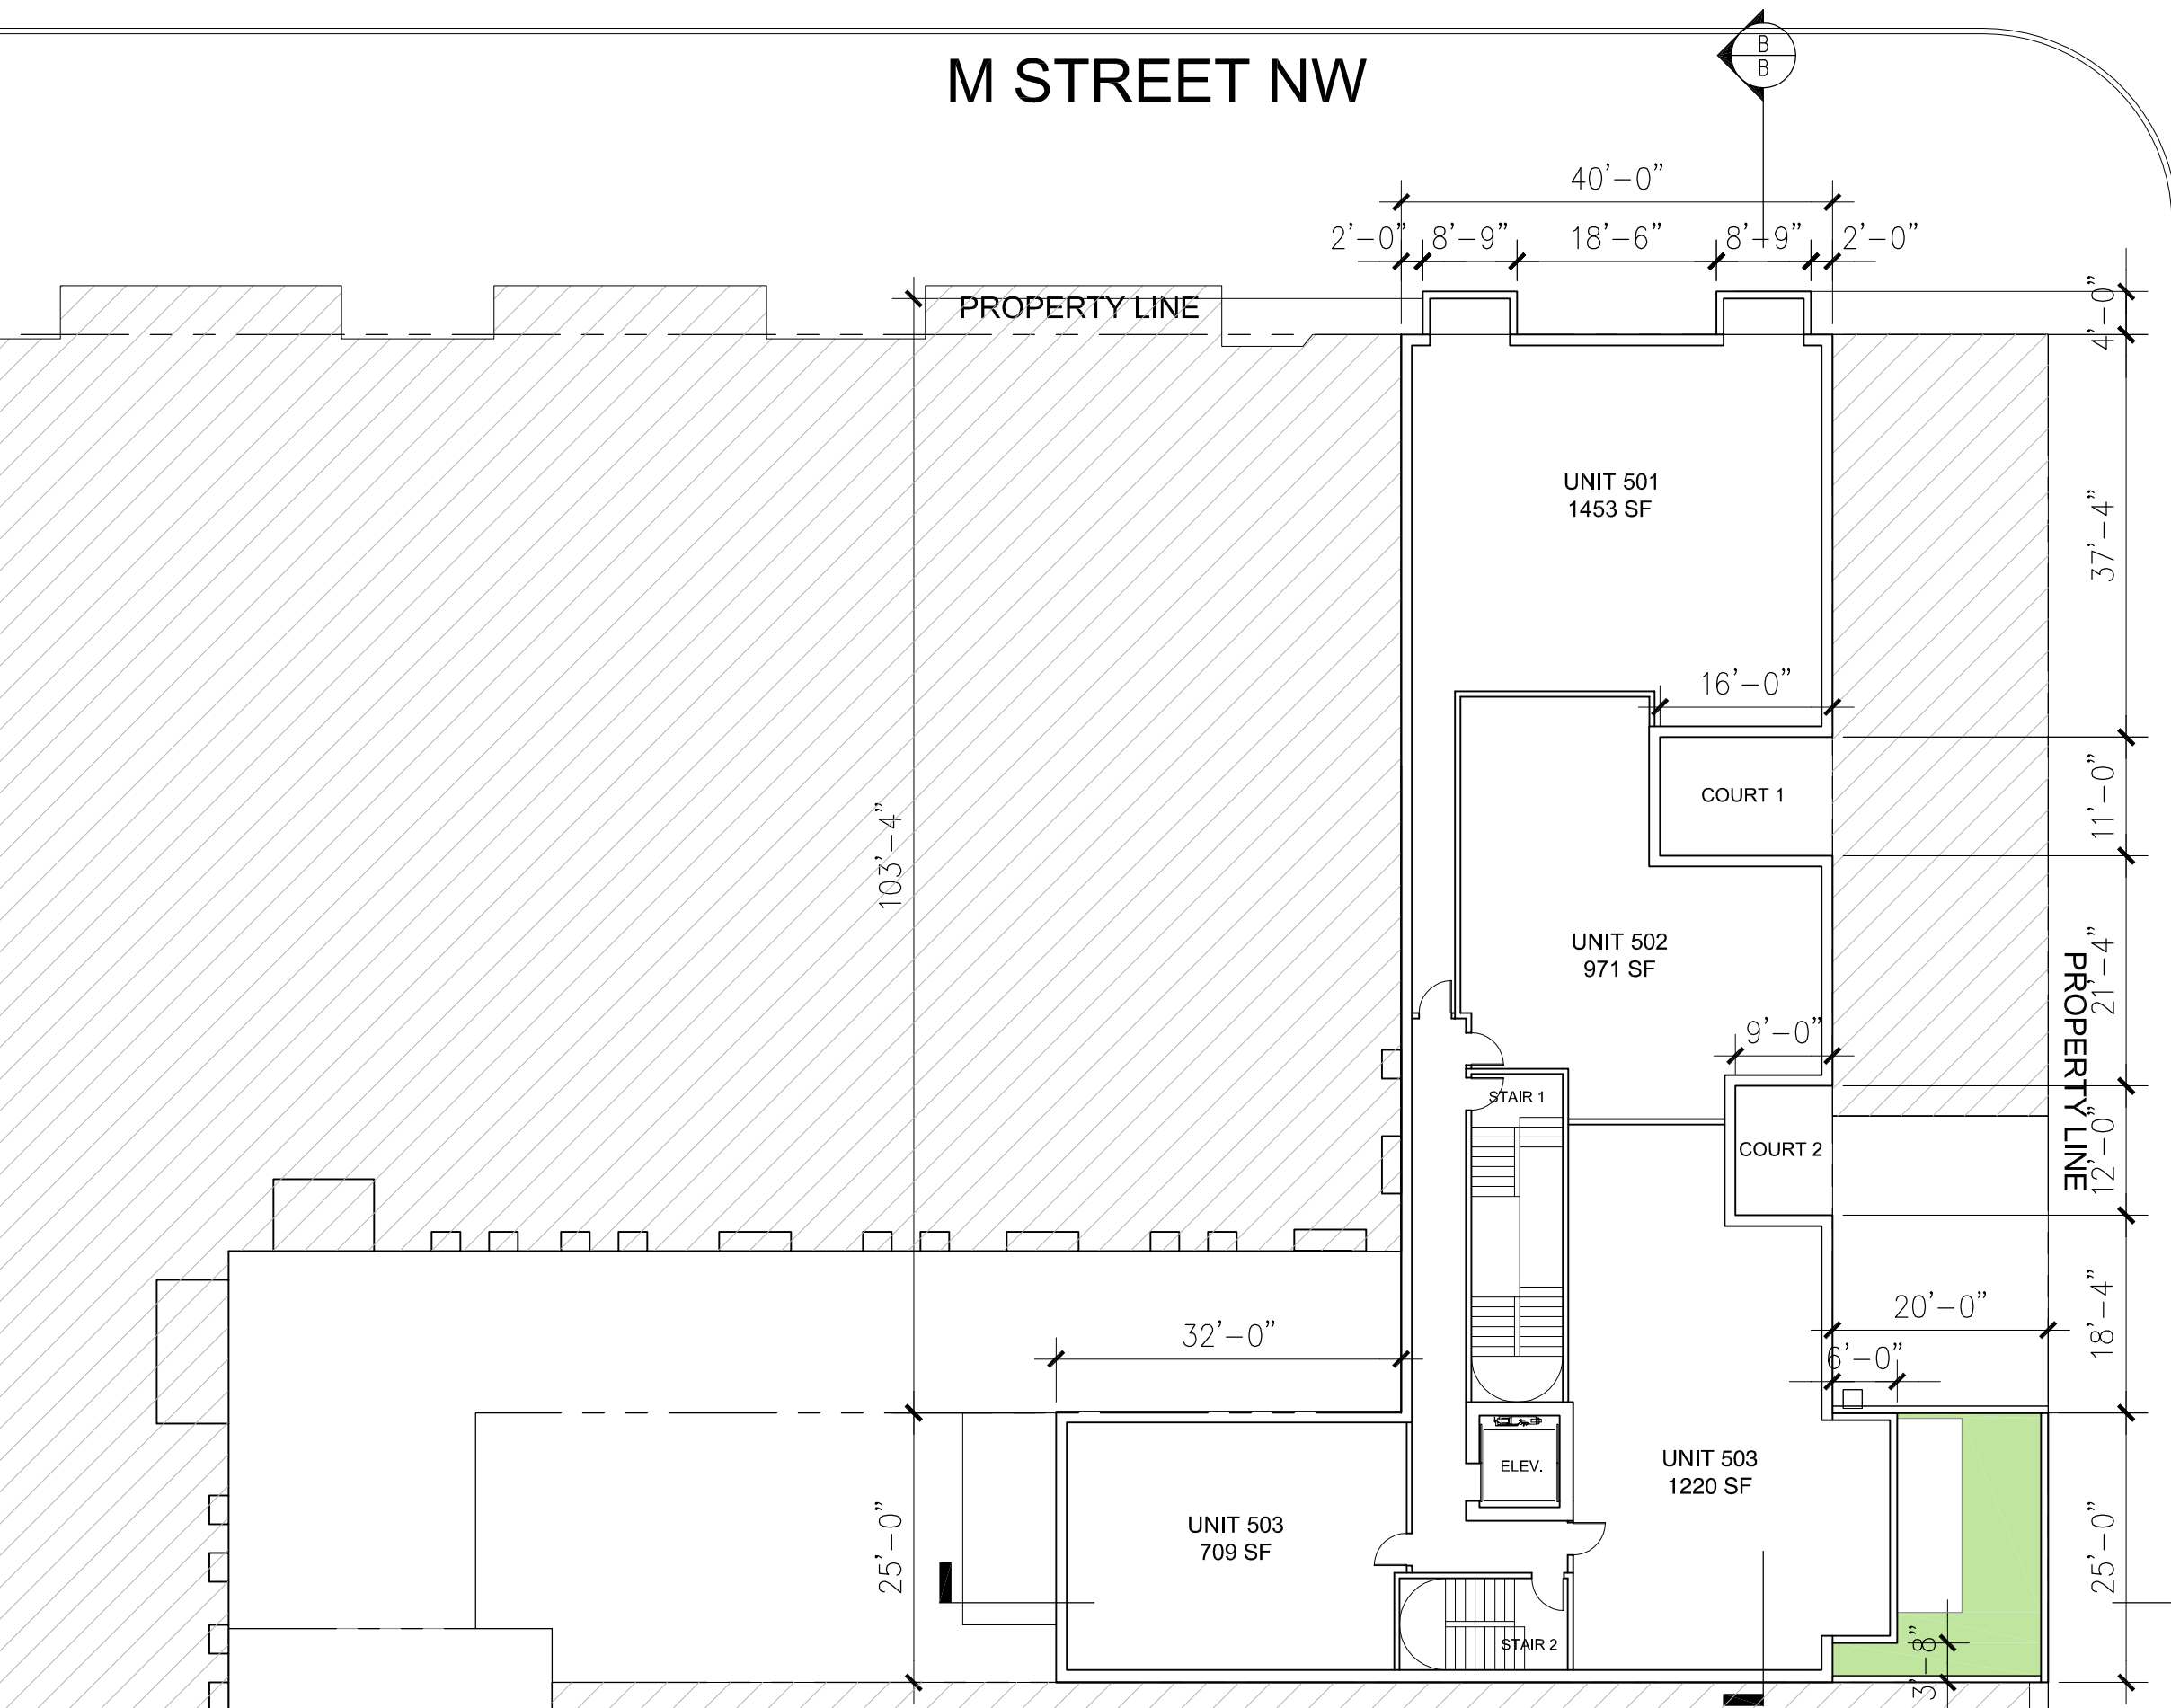 M STREET NW
B
B
40'-0"
2'-0"
8'-9"
18'-6"
8'-9"
2'-0"
PROPERTY LINE
4'-0"
UNIT 501
1453 SF
37'-4"
16'-0"
COURT 1
11'-0"
103'-4"
UNIT 502
971 SF
21'-4"
PROPERTY LINE
9'-0"
STAIR 1
COURT 2
12'-0"
20'-0"
18'-4"
32'-0"
6'-0"
ELEV.
UNIT 503
1220 SF
UNIT 503
709 SF
25'-0"
25'-0"
STAIR 2
3'-8"